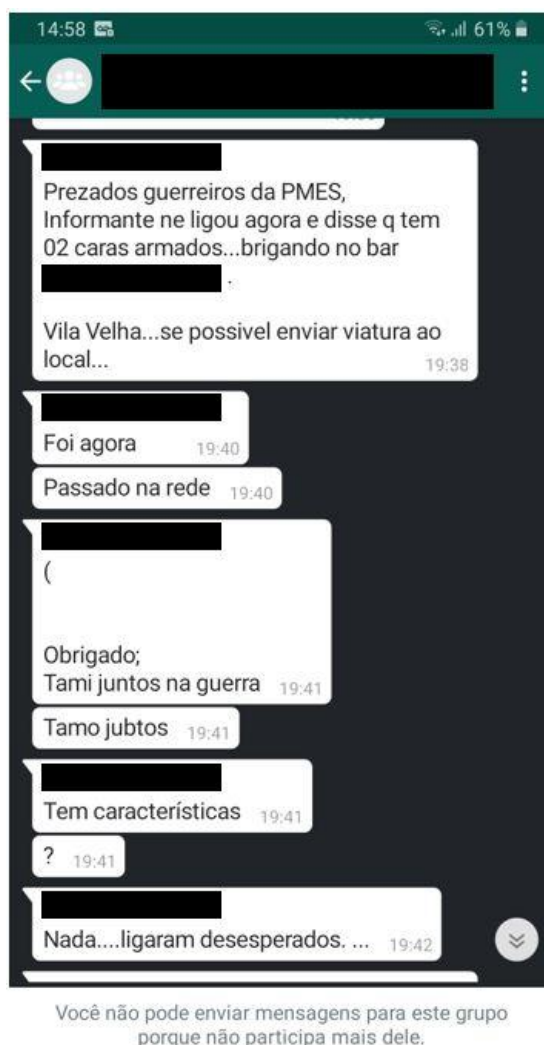 14:58
61%
Prezados guerreiros da PMES,
Informante ne ligou agora e disse q tem
02 caras armados...brigando no bar
.
Vila Velha...se possivel enviar viatura ao
local...
19:38
Foi agora 19:40
Passado na rede 19:40
(
Obrigado;
Tami juntos na guerra 19:41
Tamo jubtos 19:41
Tem características 19:41
? 19:41
Nada....ligaram desesperados. ... 19:42
Você não pode enviar mensagens para este grupo
porque não participa mais dele.